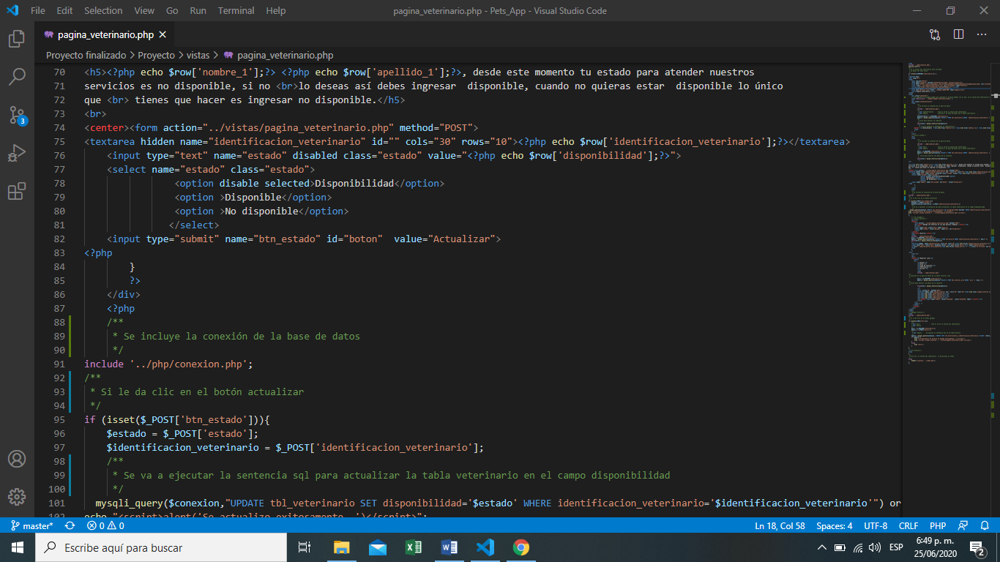 File Edit Selection View Go Run Terminal Help pagina_veterinario.php - Pets_App - Visual Studio Code
pagina_veterinario.php
Proyecto finalizado > Proyecto > vistas > pagina_veterinario.php
70 <h5><?php echo $row['nombre_1'];?> <?php echo $row['apellido_1'];?>, desde este momento tu estado para atender nuestros
71 servicios es no disponible, si no <br>lo deseas así debes ingresar  disponible, cuando no quieras estar  disponible lo único
72 que <br> tienes que hacer es ingresar no disponible.</h5>
73 <br>
74 <center><form action="../vistas/pagina_veterinario.php" method="POST">
75 <textarea hidden name="identificacion_veterinario" id="" cols="30" rows="10"><?php echo $row['identificacion_veterinario'];?></textarea>
76     <input type="text" name="estado" disabled class="estado" value="<?php echo $row['disponibilidad'];?>">
77     <select name="estado" class="estado">
78                 <option disable selected>Disponibilidad</option>
79                 <option >Disponible</option>
80                 <option >No disponible</option>
81                </select>
82     <input type="submit" name="btn_estado" id="boton"  value="Actualizar">
83 <?php
84         }
85         ?>
86     </div>
87     <?php
88     /**
89      * Se incluye la conexión de la base de datos
90      */
91 include '../php/conexion.php';
92 /**
93  * Si le da clic en el botón actualizar
94  */
95 if (isset($_POST['btn_estado'])){
96     $estado = $_POST['estado'];
97     $identificacion_veterinario = $_POST['identificacion_veterinario'];
98     /**
99      * Se va a ejecutar la sentencia sql para actualizar la tabla veterinario en el campo disponibilidad
100      */
101   mysqli_query($conexion,"UPDATE tbl_veterinario SET disponibilidad='$estado' WHERE identificacion_veterinario='$identificacion_veterinario'") or
102 echo "<script>alert('Se actualizo exitosamente  ')</script>";
3
master* 0 0 Ln 18, Col 58 Spaces: 4 UTF-8 CRLF PHP
Escribe aquí para buscar
ESP 6:49 p. m.
25/06/2020
2